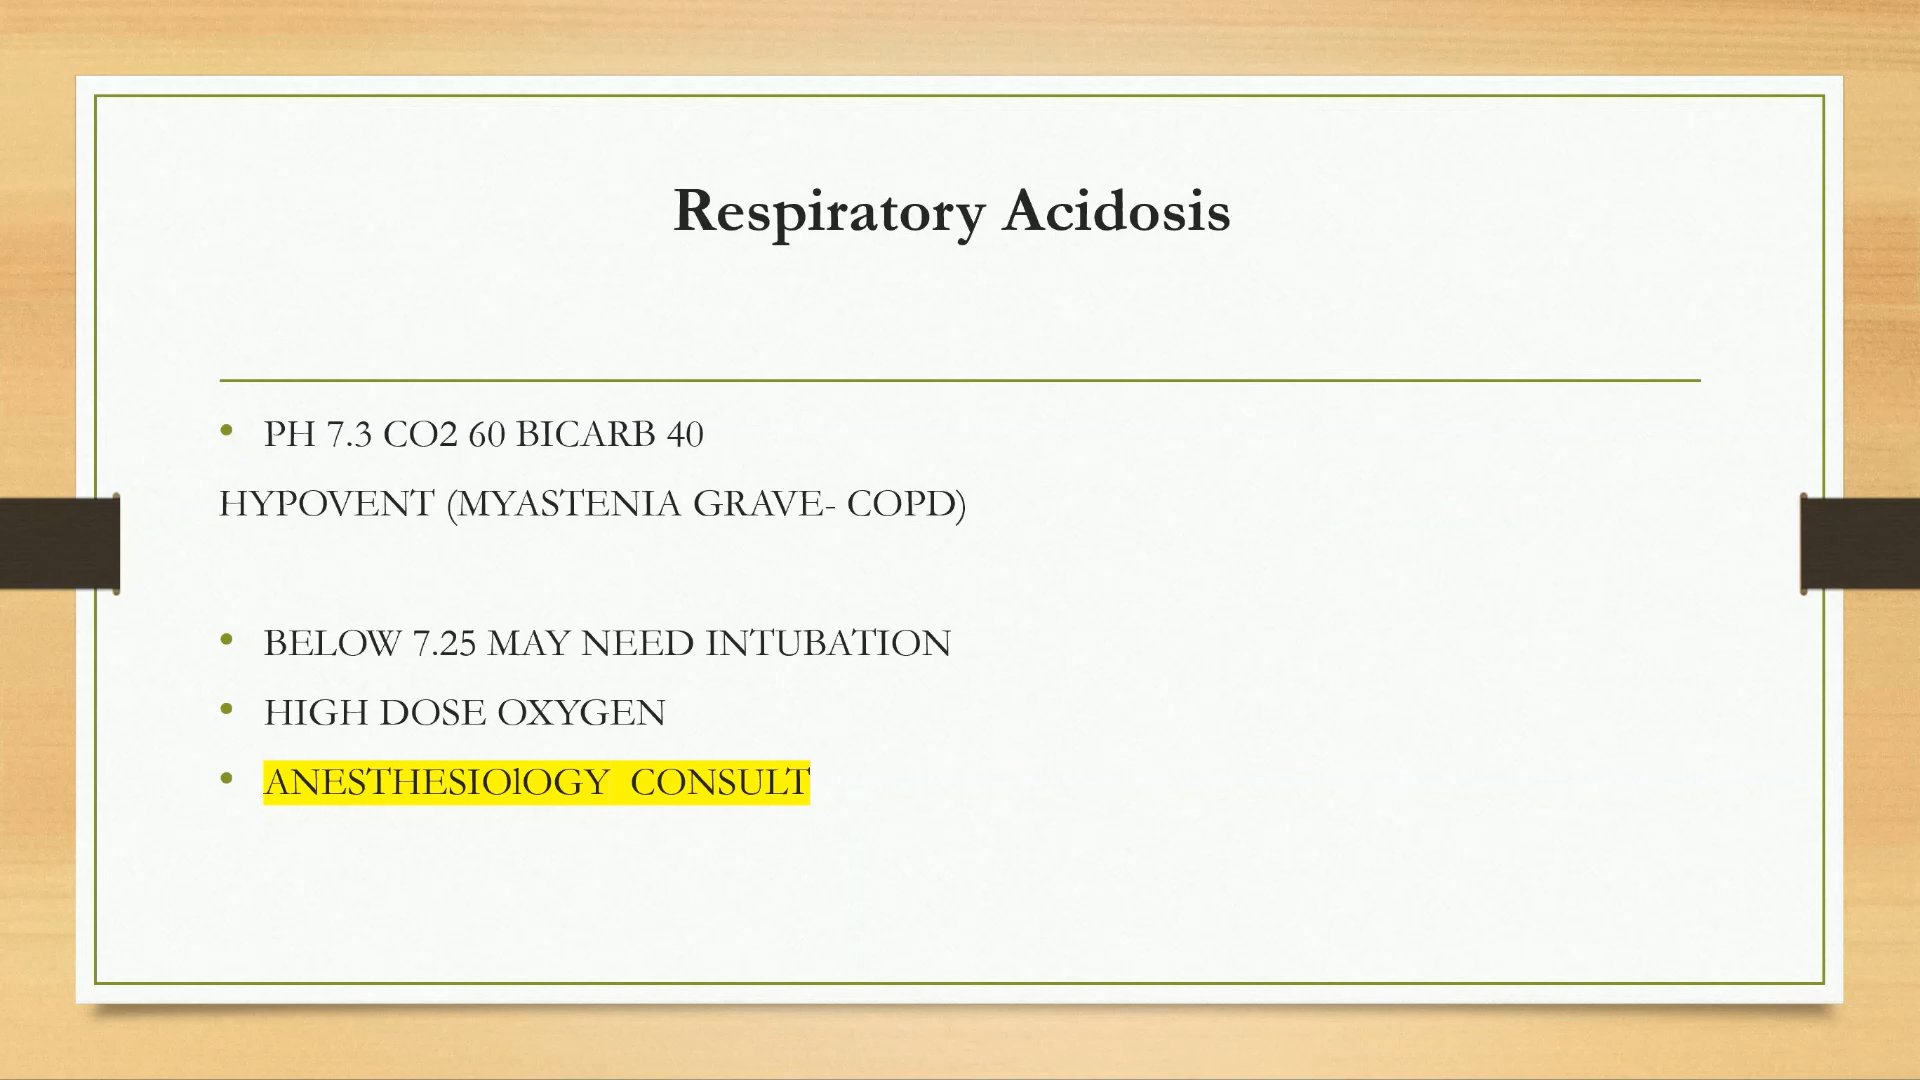 Respiratory Acidosis
• PH 7.3 CO2 60 BICARB 40
HYPOVENT (MYASTENIA GRAVE- COPD)
• BELOW 7.25 MAY NEED INTUBATION
• HIGH DOSE OXYGEN
• ANESTHESIOlOGY  CONSULT